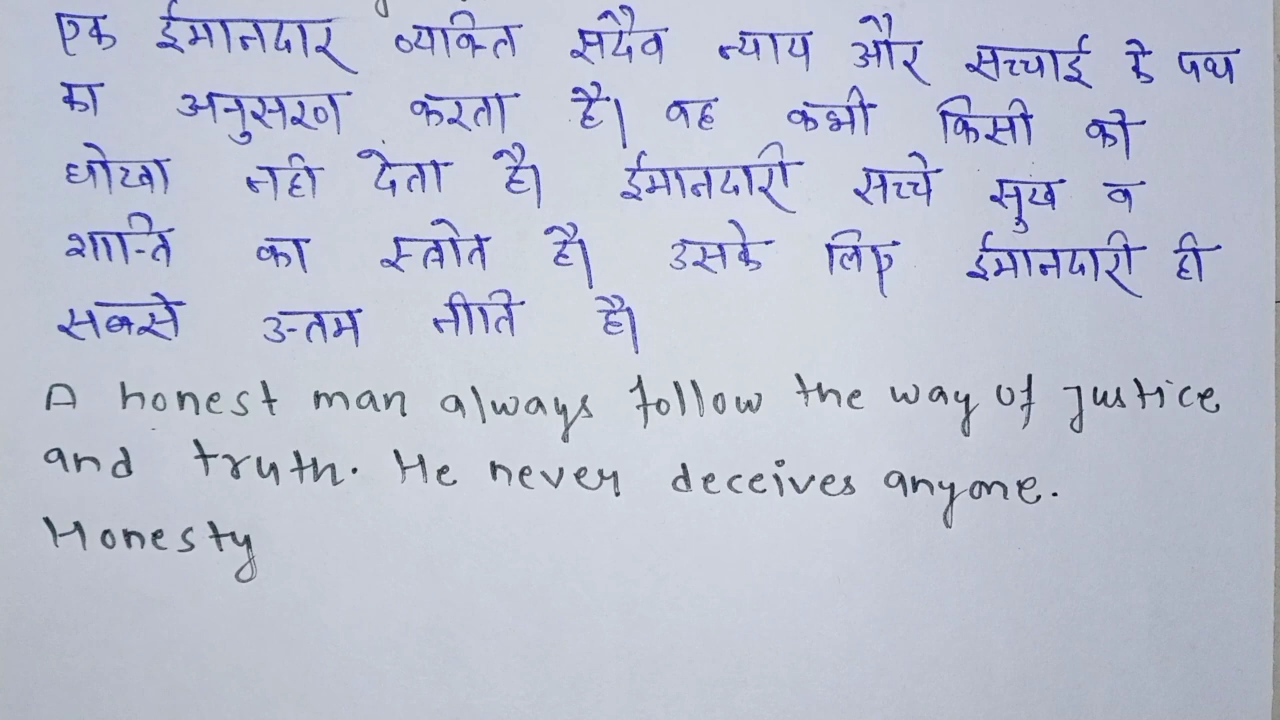 एक ईमानदार व्यक्ति सदैव न्याय और सच्चाई के पथ
का अनुसरण करता है। वह कभी किसी को
धोखा नही देता है। ईमानदारी सच्चे सुख व
शान्ति का स्त्रोत है। उसके लिए ईमानदारी ही
सबसे उत्तम नीति है।
A honest man always follow the way of justice
and truth. He never deceives anyone.
Honesty